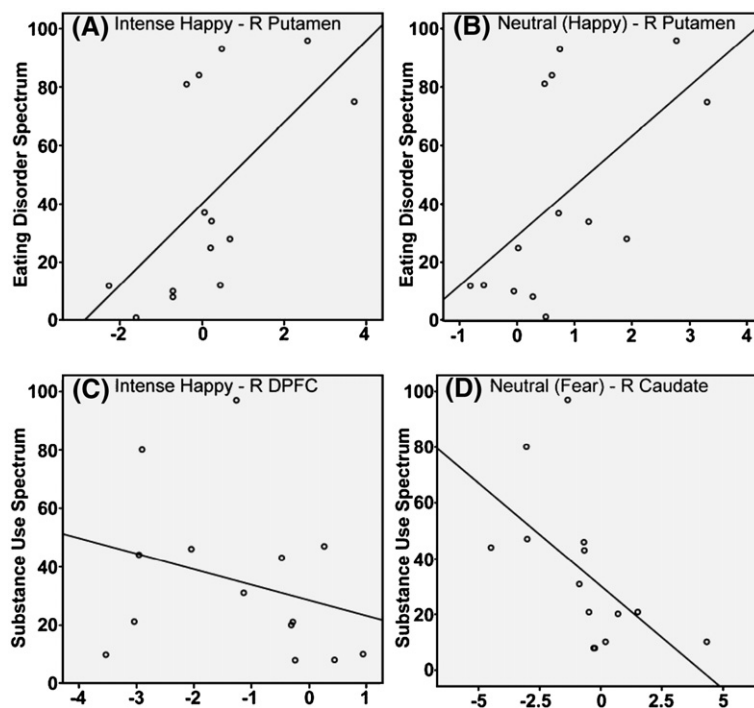 (A) Intense Happy - R Putamen
Eating Disorder Spectrum
100
80
60
40
20
0
-2 0 2 4
(B) Neutral (Happy) - R Putamen
Eating Disorder Spectrum
100
80
60
40
20
0
-1 0 1 2 3 4
(C) Intense Happy - R DPFC
Substance Use Spectrum
100
80
60
40
20
0
-4 -3 -2 -1 0 1
(D) Neutral (Fear) - R Caudate
Substance Use Spectrum
100
80
60
40
20
0
-5 -2.5 0 2.5 5